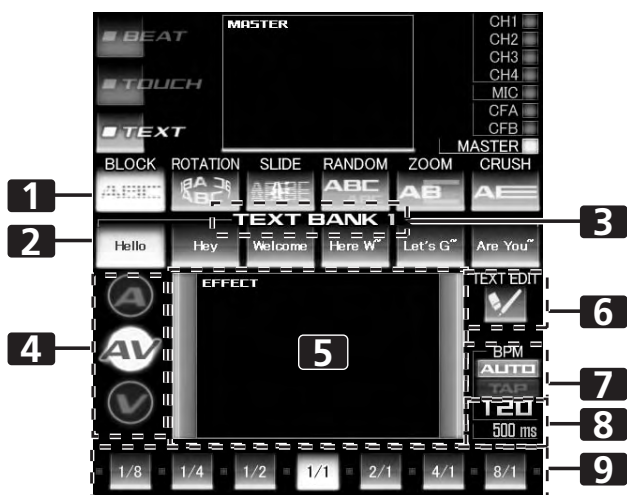 BEAT
TOUCH
TEXT
MASTER
CH1
CH2
CH3
CH4
MIC
CFA
CFB
MASTER
BLOCK ROTATION SLIDE RANDOM ZOOM CRUSH
1
TEXT BANK 1
3
2
Hello Hey Welcome Here W~ Let's G~ Are You~
4
A
AV
V
EFFECT
5
TEXT EDIT
6
BPM
AUTO
TAP
7
120
500 ms
8
1/8 1/4 1/2 1/1 2/1 4/1 8/1
9